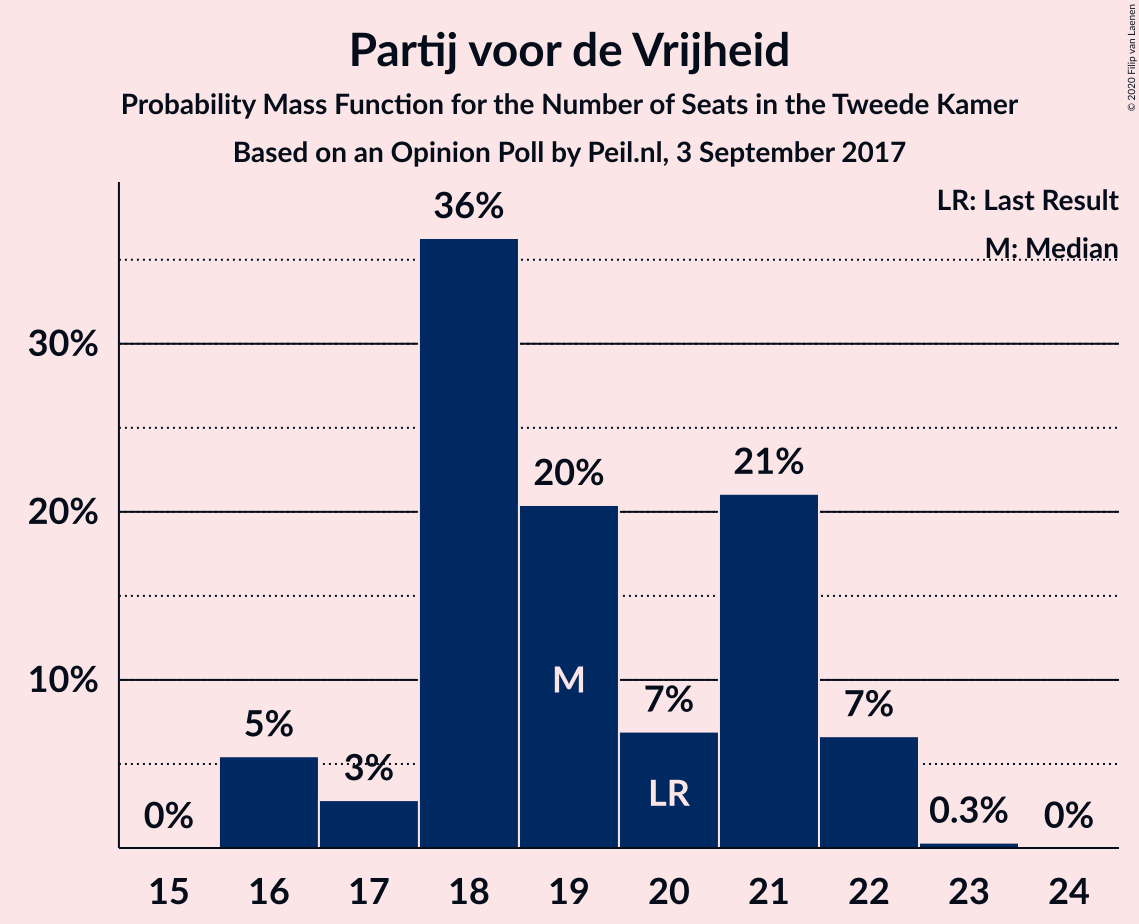 Partij voor de Vrijheid
Probability Mass Function for the Number of Seats in the Tweede Kamer
Based on an Opinion Poll by Peil.nl, 3 September 2017
© 2020 Filip van Laenen
LR: Last Result
M: Median
30%
20%
10%
0%
5%
3%
36%
20%
7%
21%
7%
0.3%
0%
M
LR
15 16 17 18 19 20 21 22 23 24